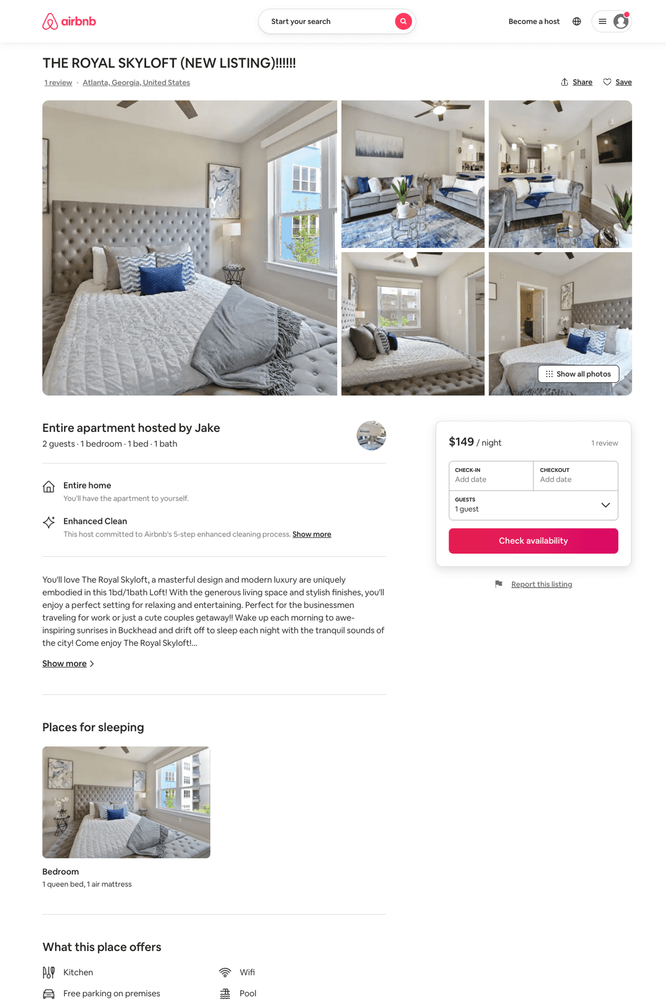 airbnb
Start your search
Become a host
THE ROYAL SKYLOFT (NEW LISTING)!!!!!!
1 review · Atlanta, Georgia, United States
Share
Save
Show all photos
Entire apartment hosted by Jake
2 guests · 1 bedroom · 1 bed · 1 bath
Entire home
You'll have the apartment to yourself.
Enhanced Clean
This host committed to Airbnb's 5-step enhanced cleaning process. Show more
You'll love The Royal Skyloft, a masterful design and modern luxury are uniquely
embodied in this 1bd/1bath Loft! With the generous living space and stylish finishes, you'll
enjoy a perfect setting for relaxing and entertaining. Perfect for the businessmen
traveling for work or just a cute couples getaway!! Wake up each morning to awe-
inspiring sunrises in Buckhead and drift off to sleep each night with the tranquil sounds of
the city! Come enjoy The Royal Skyloft!...
Show more
$149 / night
1 review
CHECK-IN
Add date
CHECKOUT
Add date
GUESTS
1 guest
Check availability
Report this listing
Places for sleeping
Bedroom
1 queen bed, 1 air mattress
What this place offers
Kitchen
Wifi
Free parking on premises
Pool